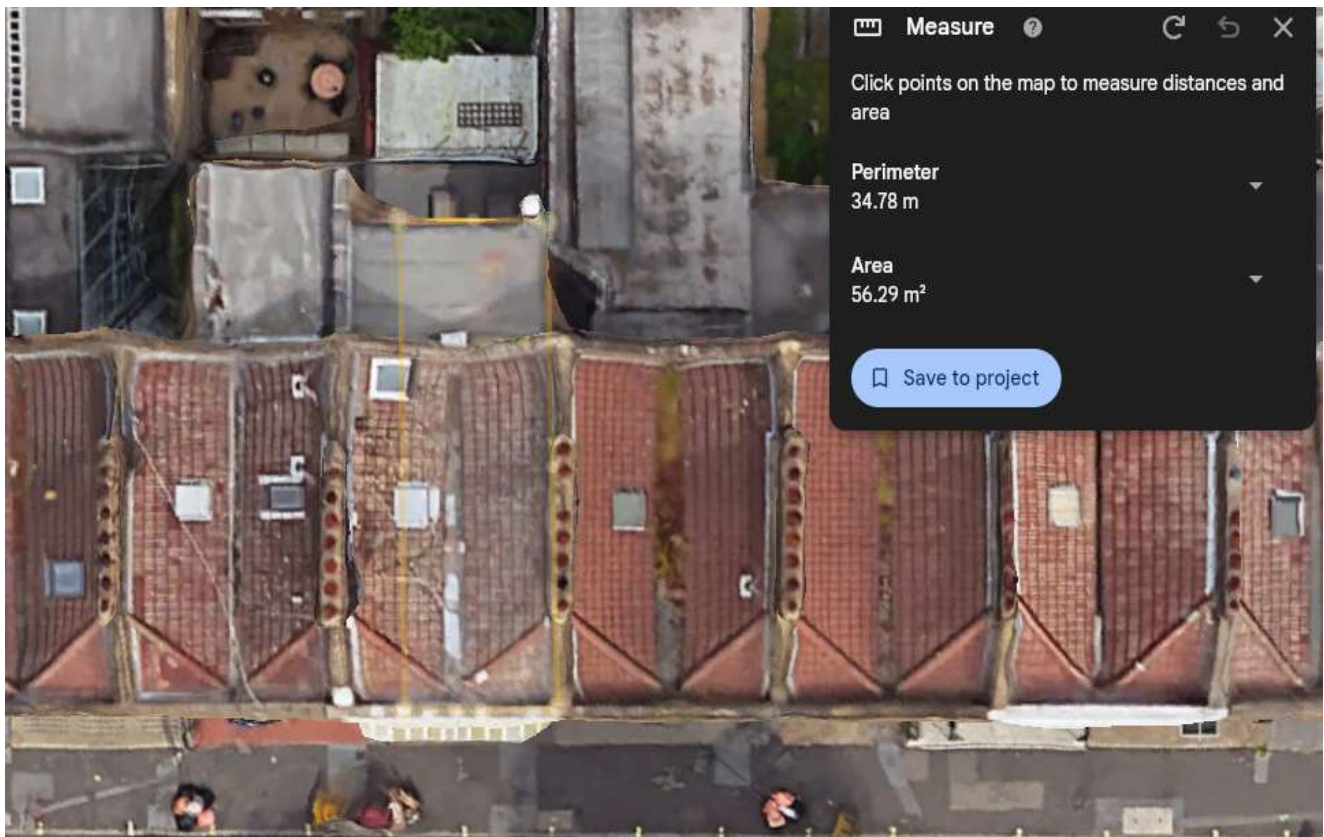 Measure
Click points on the map to measure distances and
area
Perimeter
34.78 m
Area
56.29 m²
Save to project